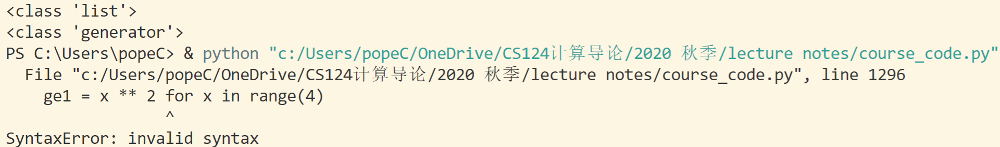 <class 'list'>
<class 'generator'>
PS C:\Users\popeC> & python "c:/Users/popeC/OneDrive/CS124计算导论/2020 秋季/lecture notes/course_code.py"
  File "c:/Users/popeC/OneDrive/CS124计算导论/2020 秋季/lecture notes/course_code.py", line 1296
    ge1 = x ** 2 for x in range(4)
                 ^
SyntaxError: invalid syntax